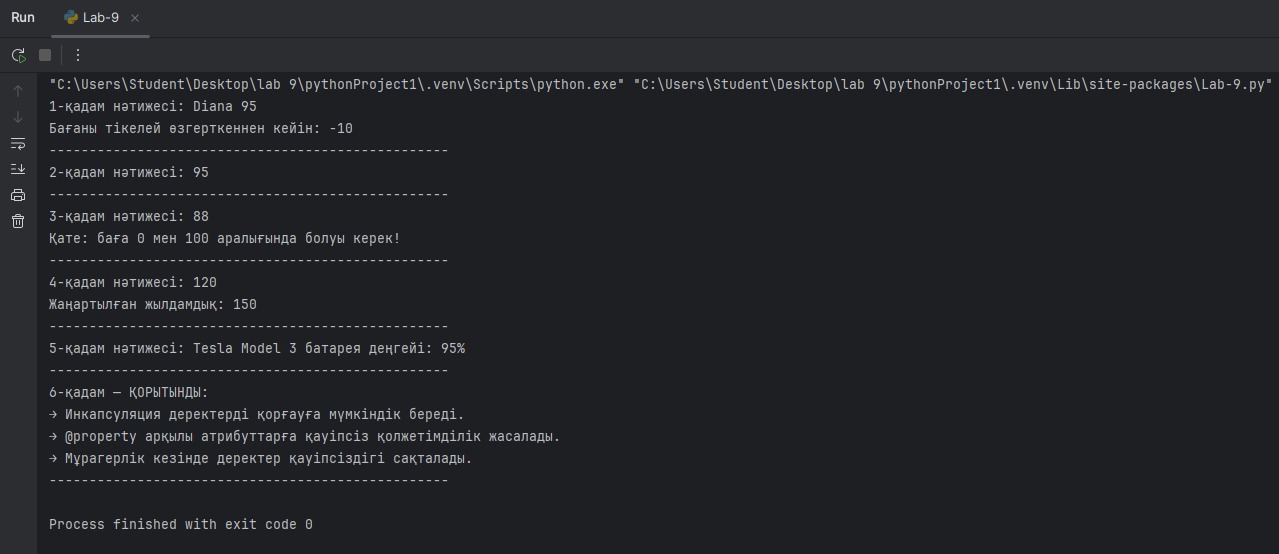 Run Lab-9
"C:\Users\Student\Desktop\lab 9\pythonProject1\.venv\Scripts\python.exe" "C:\Users\Student\Desktop\lab 9\pythonProject1\.venv\Lib\site-packages\Lab-9.py"
1-қадам нәтижесі: Diana 95
Бағаны тікелей өзгерткеннен кейін: -10
--------------------------------------------------
2-қадам нәтижесі: 95
--------------------------------------------------
3-қадам нәтижесі: 88
Қате: баға 0 мен 100 аралығында болуы керек!
--------------------------------------------------
4-қадам нәтижесі: 120
Жаңартылған жылдамдық: 150
--------------------------------------------------
5-қадам нәтижесі: Tesla Model 3 батарея деңгейі: 95%
--------------------------------------------------
6-қадам — ҚОРЫТЫНДЫ:
→ Инкапсуляция деректерді қорғауға мүмкіндік береді.
→ @property арқылы атрибуттарға қауіпсіз қолжетімділік жасалады.
→ Мұрагерлік кезінде деректер қауіпсіздігі сақталады.
--------------------------------------------------
Process finished with exit code 0